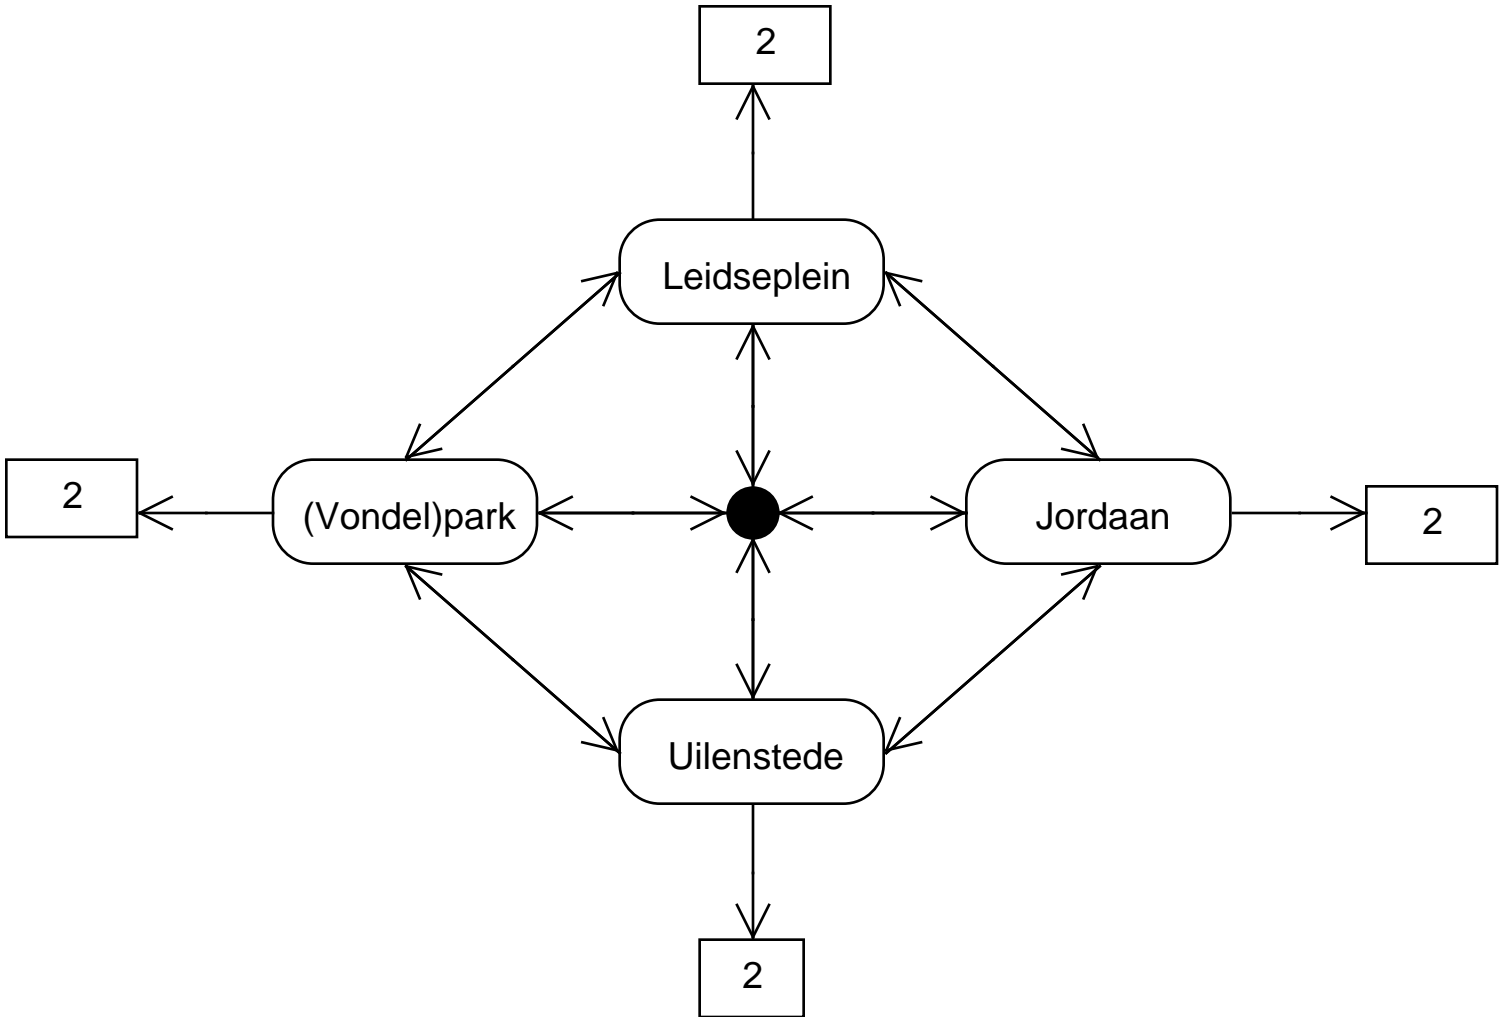 2
Leidseplein
2
(Vondel)park
Jordaan
2
Uilenstede
2